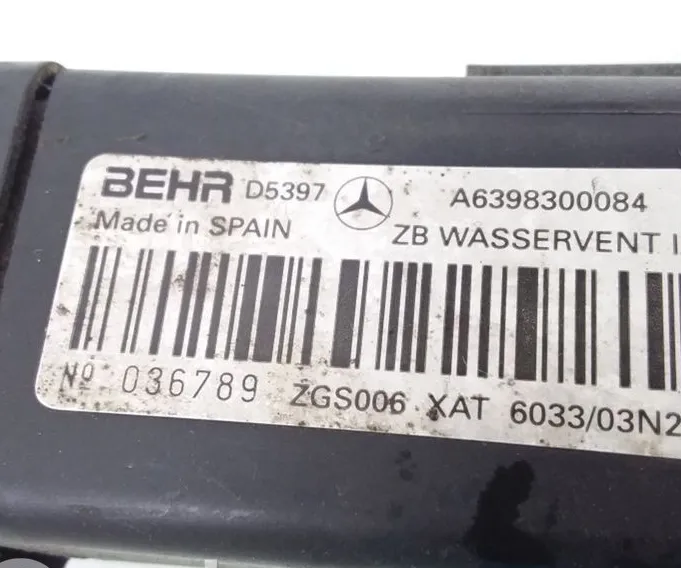 BEHR D5397 A6398300084
Made in SPAIN ZB WASSERVENT
Nº 036789 ZGS006 XAT 6033/03N2